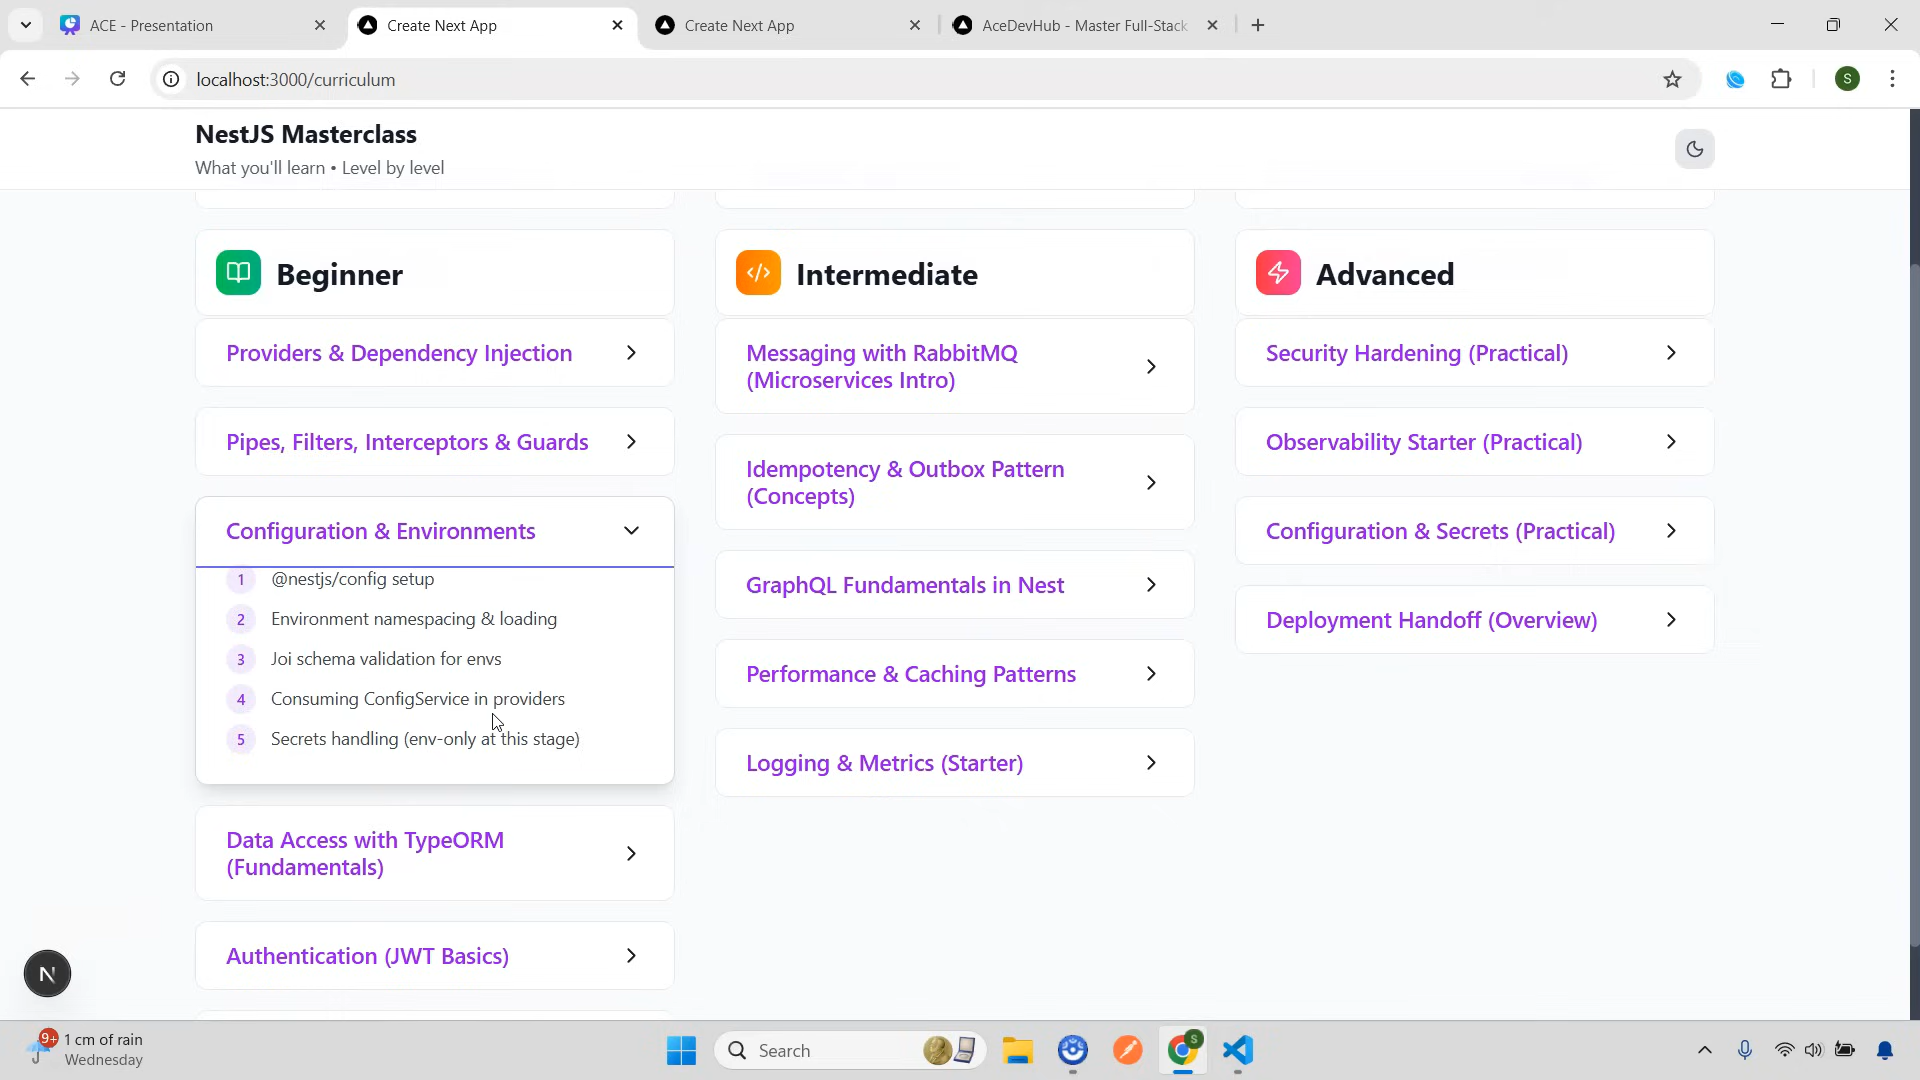 ACE - Presentation
Create Next App
Create Next App
AceDevHub - Master Full-Stack
localhost:3000/curriculum
S
NestJS Masterclass
What you'll learn • Level by level
Beginner
Providers & Dependency Injection
Pipes, Filters, Interceptors & Guards
Configuration & Environments
1 @nestjs/config setup
2 Environment namespacing & loading
3 Joi schema validation for envs
4 Consuming ConfigService in providers
5 Secrets handling (env-only at this stage)
Data Access with TypeORM
(Fundamentals)
Authentication (JWT Basics)
Intermediate
Messaging with RabbitMQ
(Microservices Intro)
Idempotency & Outbox Pattern
(Concepts)
GraphQL Fundamentals in Nest
Performance & Caching Patterns
Logging & Metrics (Starter)
Advanced
Security Hardening (Practical)
Observability Starter (Practical)
Configuration & Secrets (Practical)
Deployment Handoff (Overview)
N
9+
1 cm of rain
Wednesday
Search
S